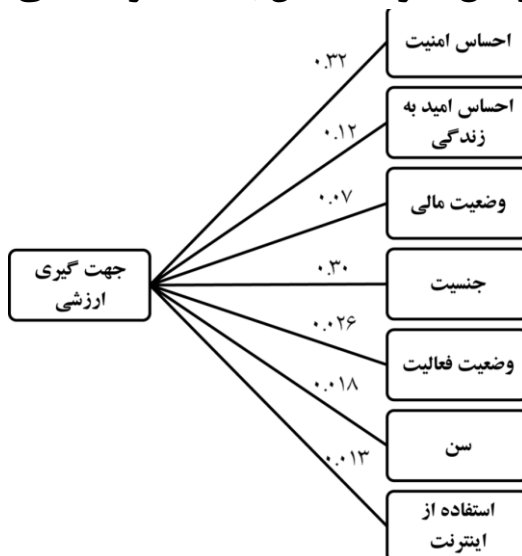 احساس امنیت
۰.۳۲
احساس امید به
زندگی
۰.۱۲
وضعیت مالی
۰.۰۷
جهت گیری
ارزشی
جنسیت
۰.۳۰
وضعیت فعالیت
۰.۰۲۶
سن
۰.۰۱۸
استفاده از
اینترنت
۰.۰۱۳